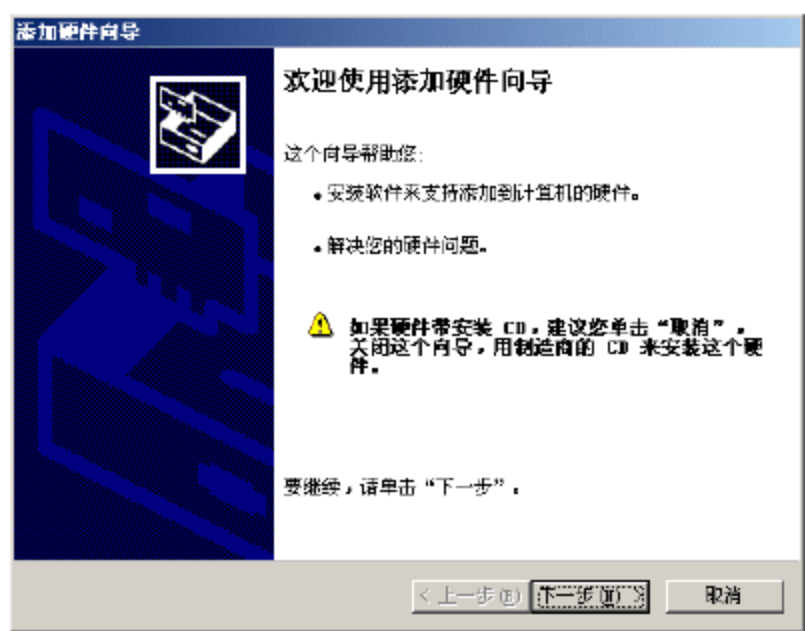 添加硬件向导
欢迎使用添加硬件向导
这个向导帮助您:
•安装软件来支持添加到计算机的硬件。
•解决您的硬件问题。
如果硬件带安装 CD，建议您单击“取消”，
关闭这个向导，用制造商的 CD 来安装这个硬
件。
要继续，请单击“下一步”。
< 上一步(B) 下一步(N) > 取消